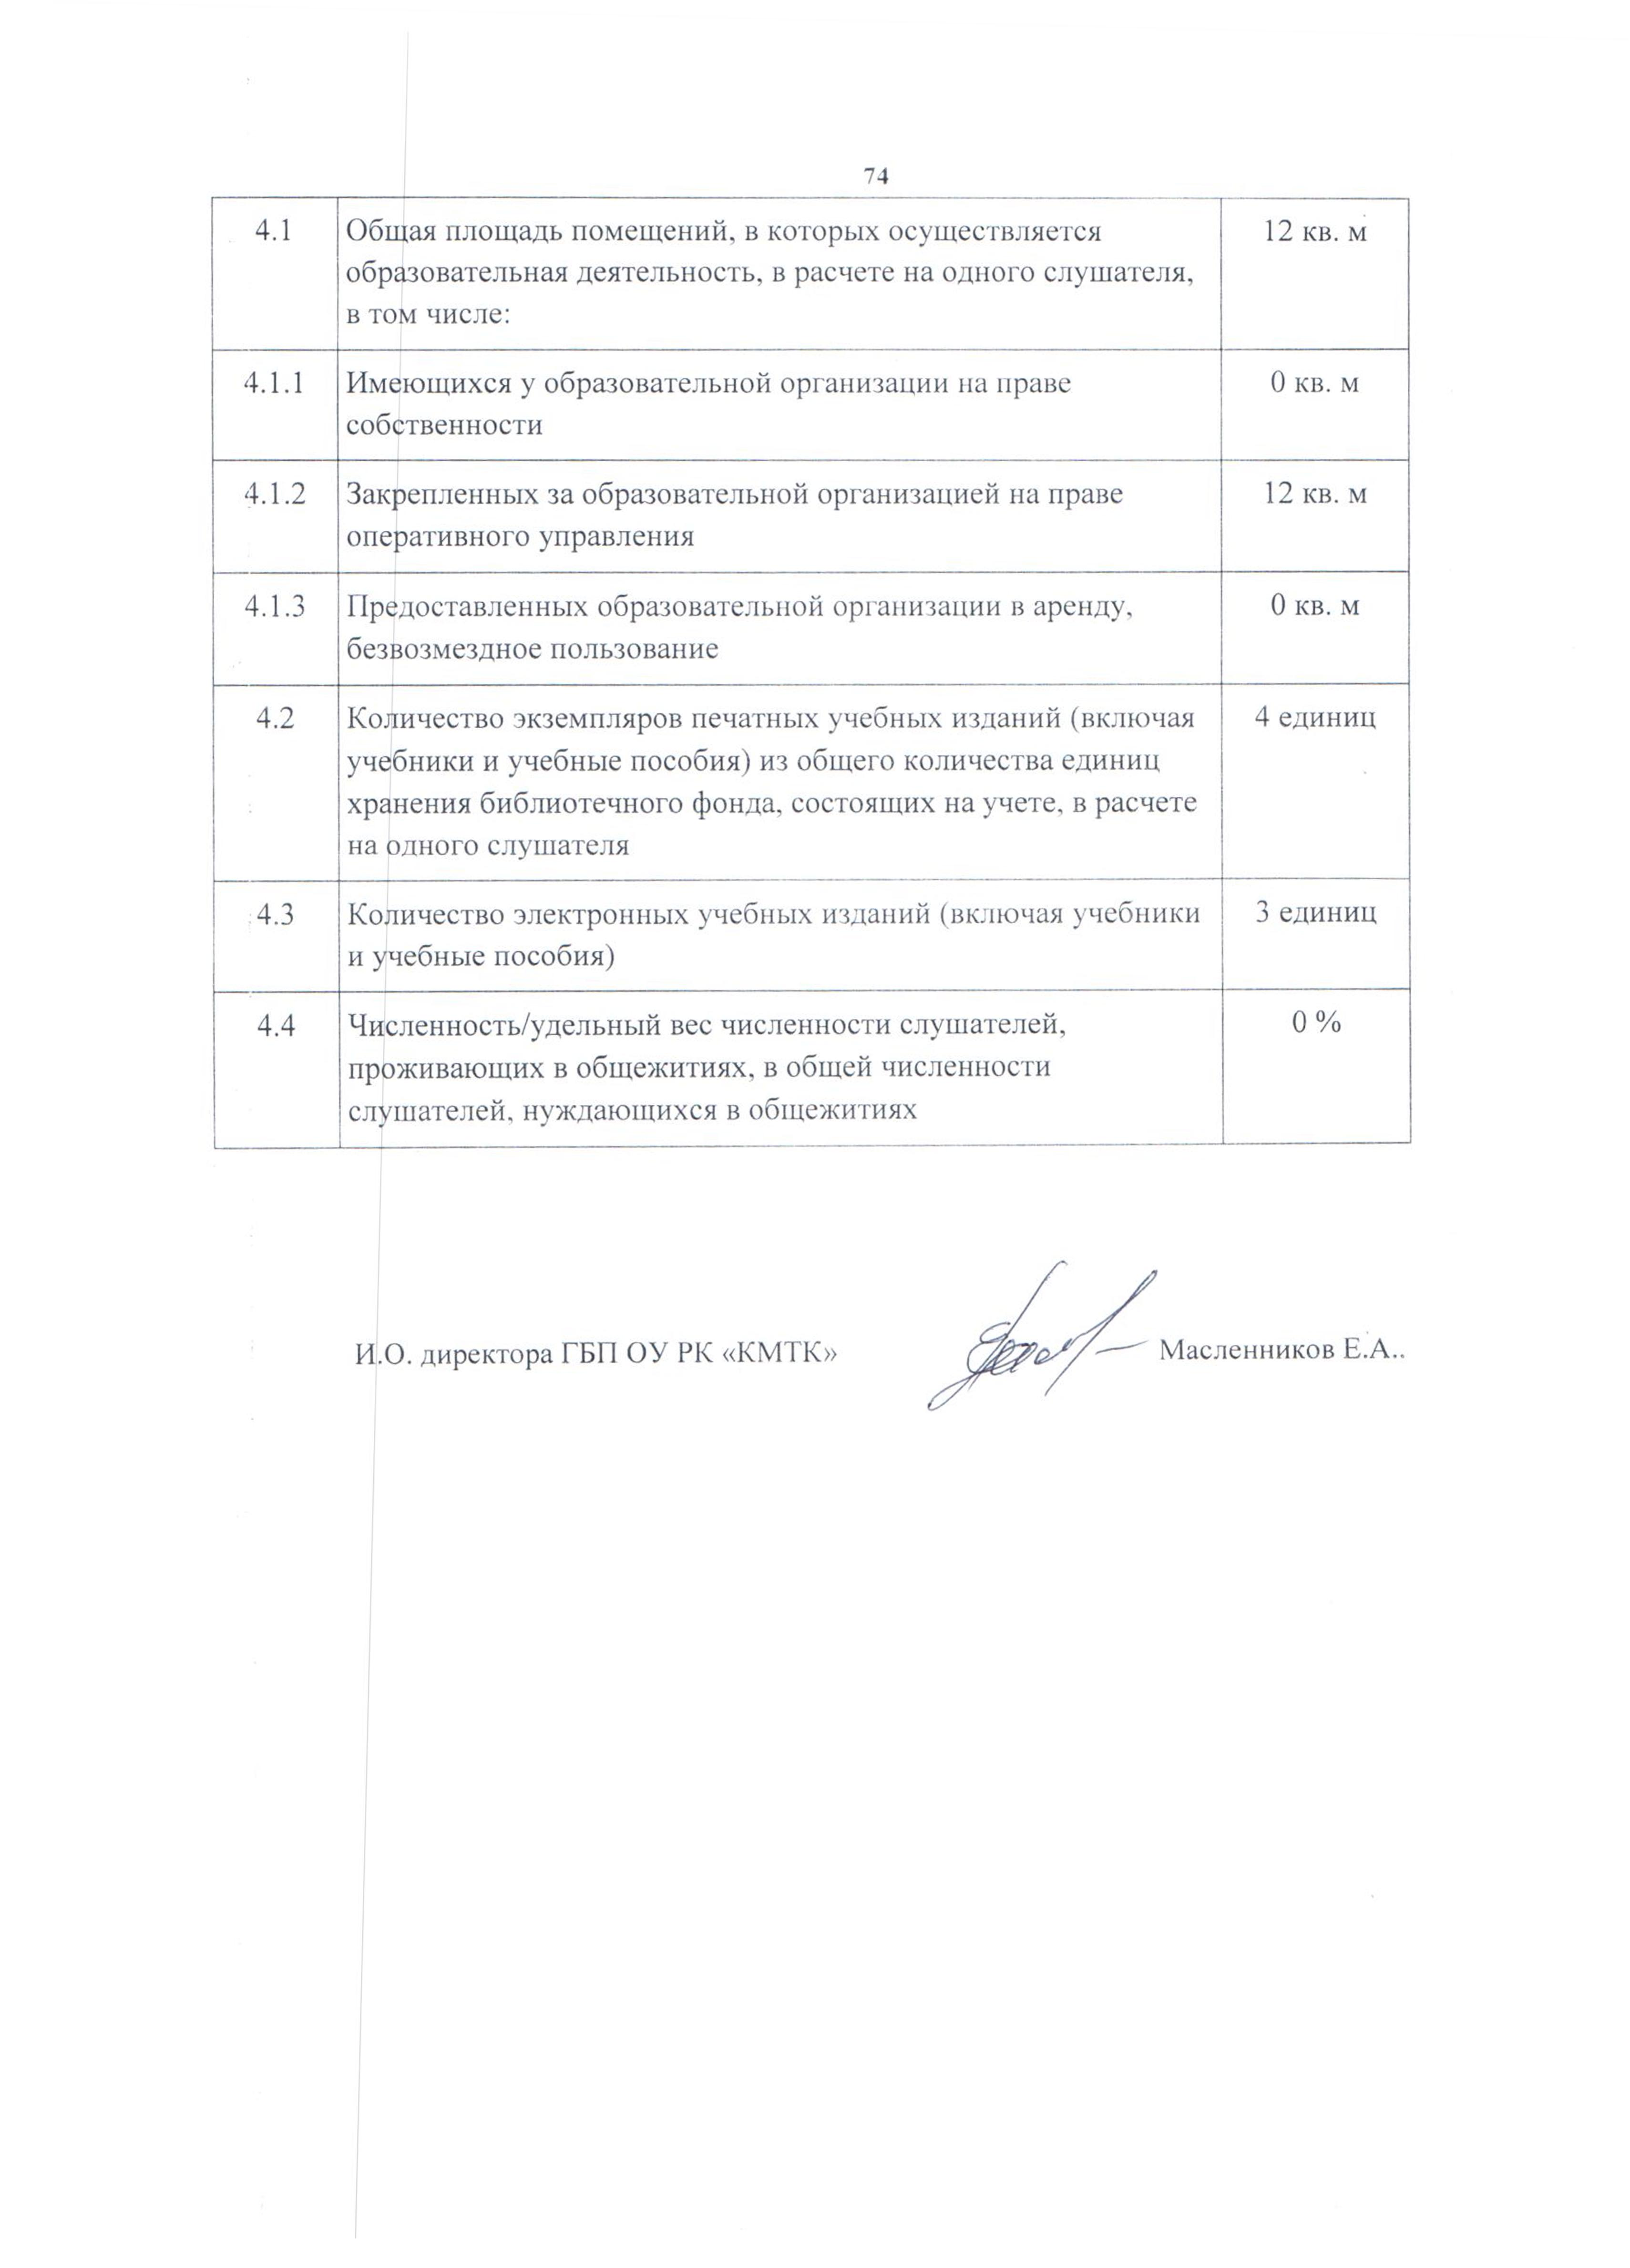 74
4.1 Общая площадь помещений, в которых осуществляется 12 кв. м
образовательная деятельность, в расчете на одного слушателя,
в том числе:
4.1.1 Имеющихся у образовательной организации на праве 0 кв. м
собственности
4.1.2 Закрепленных за образовательной организацией на праве 12 кв. м
оперативного управления
4.1.3 Предоставленных образовательной организации в аренду, 0 кв. м
безвозмездное пользование
4.2 Количество экземпляров печатных учебных изданий (включая 4 единиц
учебники и учебные пособия) из общего количества единиц
хранения библиотечного фонда, состоящих на учете, в расчете
на одного слушателя
4.3 Количество электронных учебных изданий (включая учебники 3 единиц
и учебные пособия)
4.4 Численность/удельный вес численности слушателей, 0 %
проживающих в общежитиях, в общей численности
слушателей, нуждающихся в общежитиях
И.О. директора ГБП ОУ РК «КМТК» Масленников Е.А..